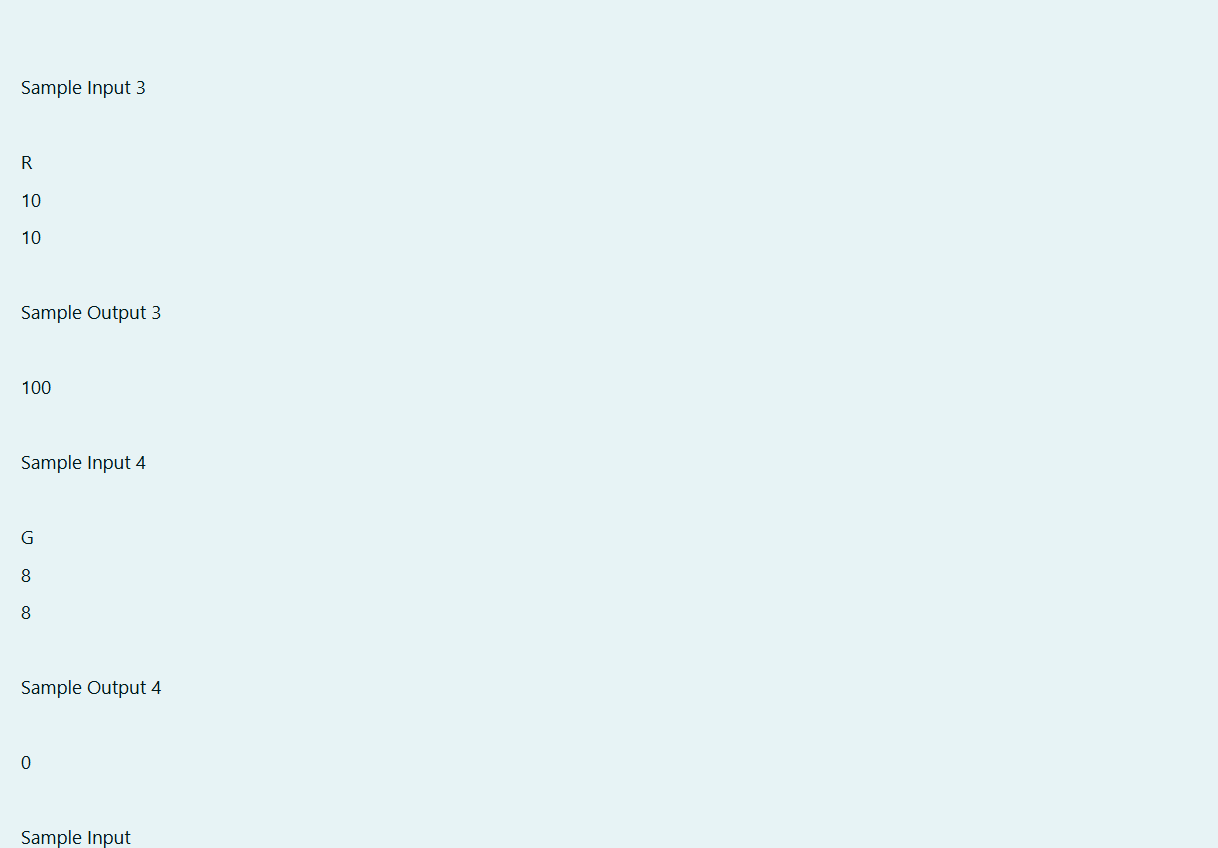 Sample Input 3
R
10
10
Sample Output 3
100
Sample Input 4
G
8
8
Sample Output 4
0
Sample Input